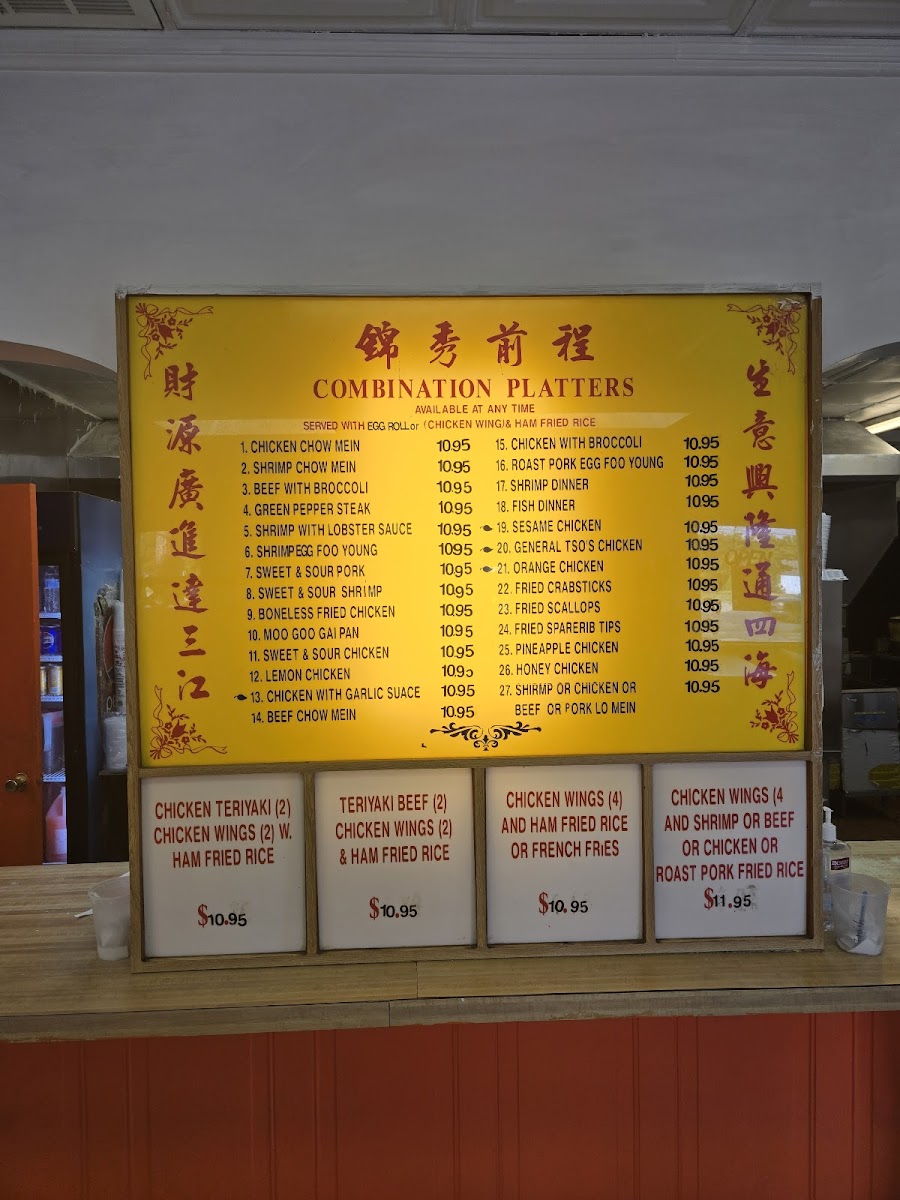 錦秀前程
COMBINATION PLATTERS
AVAILABLE AT ANY TIME
SERVED WITH EGG ROLL or (CHICKEN WING) & HAM FRIED RICE
財源廣進達三江
1. CHICKEN CHOW MEIN 10.95
2. SHRIMP CHOW MEIN 10.95
3. BEEF WITH BROCCOLI 10.95
4. GREEN PEPPER STEAK 10.95
5. SHRIMP WITH LOBSTER SAUCE 10.95
6. SHRIMP EGG FOO YOUNG 10.95
7. SWEET & SOUR PORK 10.95
8. SWEET & SOUR SHRIMP 10.95
9. BONELESS FRIED CHICKEN 10.95
10. MOO GOO GAI PAN 10.95
11. SWEET & SOUR CHICKEN 10.95
12. LEMON CHICKEN 10.95
13. CHICKEN WITH GARLIC SUACE 10.95
14. BEEF CHOW MEIN 10.95
15. CHICKEN WITH BROCCOLI 10.95
16. ROAST PORK EGG FOO YOUNG 10.95
17. SHRIMP DINNER 10.95
18. FISH DINNER 10.95
19. SESAME CHICKEN 10.95
20. GENERAL TSO'S CHICKEN 10.95
21. ORANGE CHICKEN 10.95
22. FRIED CRABSTICKS 10.95
23. FRIED SCALLOPS 10.95
24. FRIED SPARERIB TIPS 10.95
25. PINEAPPLE CHICKEN 10.95
26. HONEY CHICKEN 10.95
27. SHIRMP OR CHICKEN OR 10.95
BEEF OR PORK LO MEIN
生意興隆通四海
CHICKEN TERIYAKI (2)
CHICKEN WINGS (2) W.
HAM FRIED RICE
$10.95
TERIYAKI BEEF (2)
CHICKEN WINGS (2)
& HAM FRIED RICE
$10.95
CHICKEN WINGS (4)
AND HAM FRIED RICE
OR FRENCH FRIES
$10.95
CHICKEN WINGS (4
AND SHRIMP OR BEEF
OR CHICKEN OR
ROAST PORK FRIED RICE
$11.95